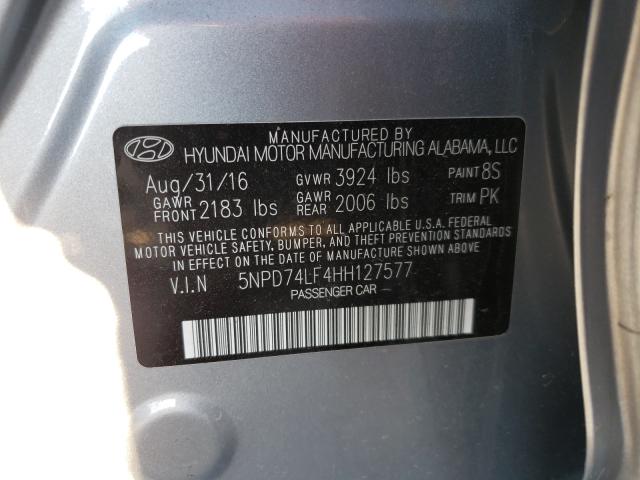 MANUFACTURED BY
HYUNDAI MOTOR MANUFACTURING ALABAMA, LLC
Aug/31/16 GVWR 3924 lbs PAINT 8S
GAWR FRONT 2183 lbs GAWR REAR 2006 lbs TRIM PK
THIS VEHICLE CONFORMS TO ALL APPLICABLE U.S.A. FEDERAL
MOTOR VEHICLE SAFETY, BUMPER, AND THEFT PREVENTION STANDARDS
IN EFFECT ON THE DATE OF MANUFACTURE SHOWN ABOVE.
V.I.N 5NPD74LF4HH127577
PASSENGER CAR